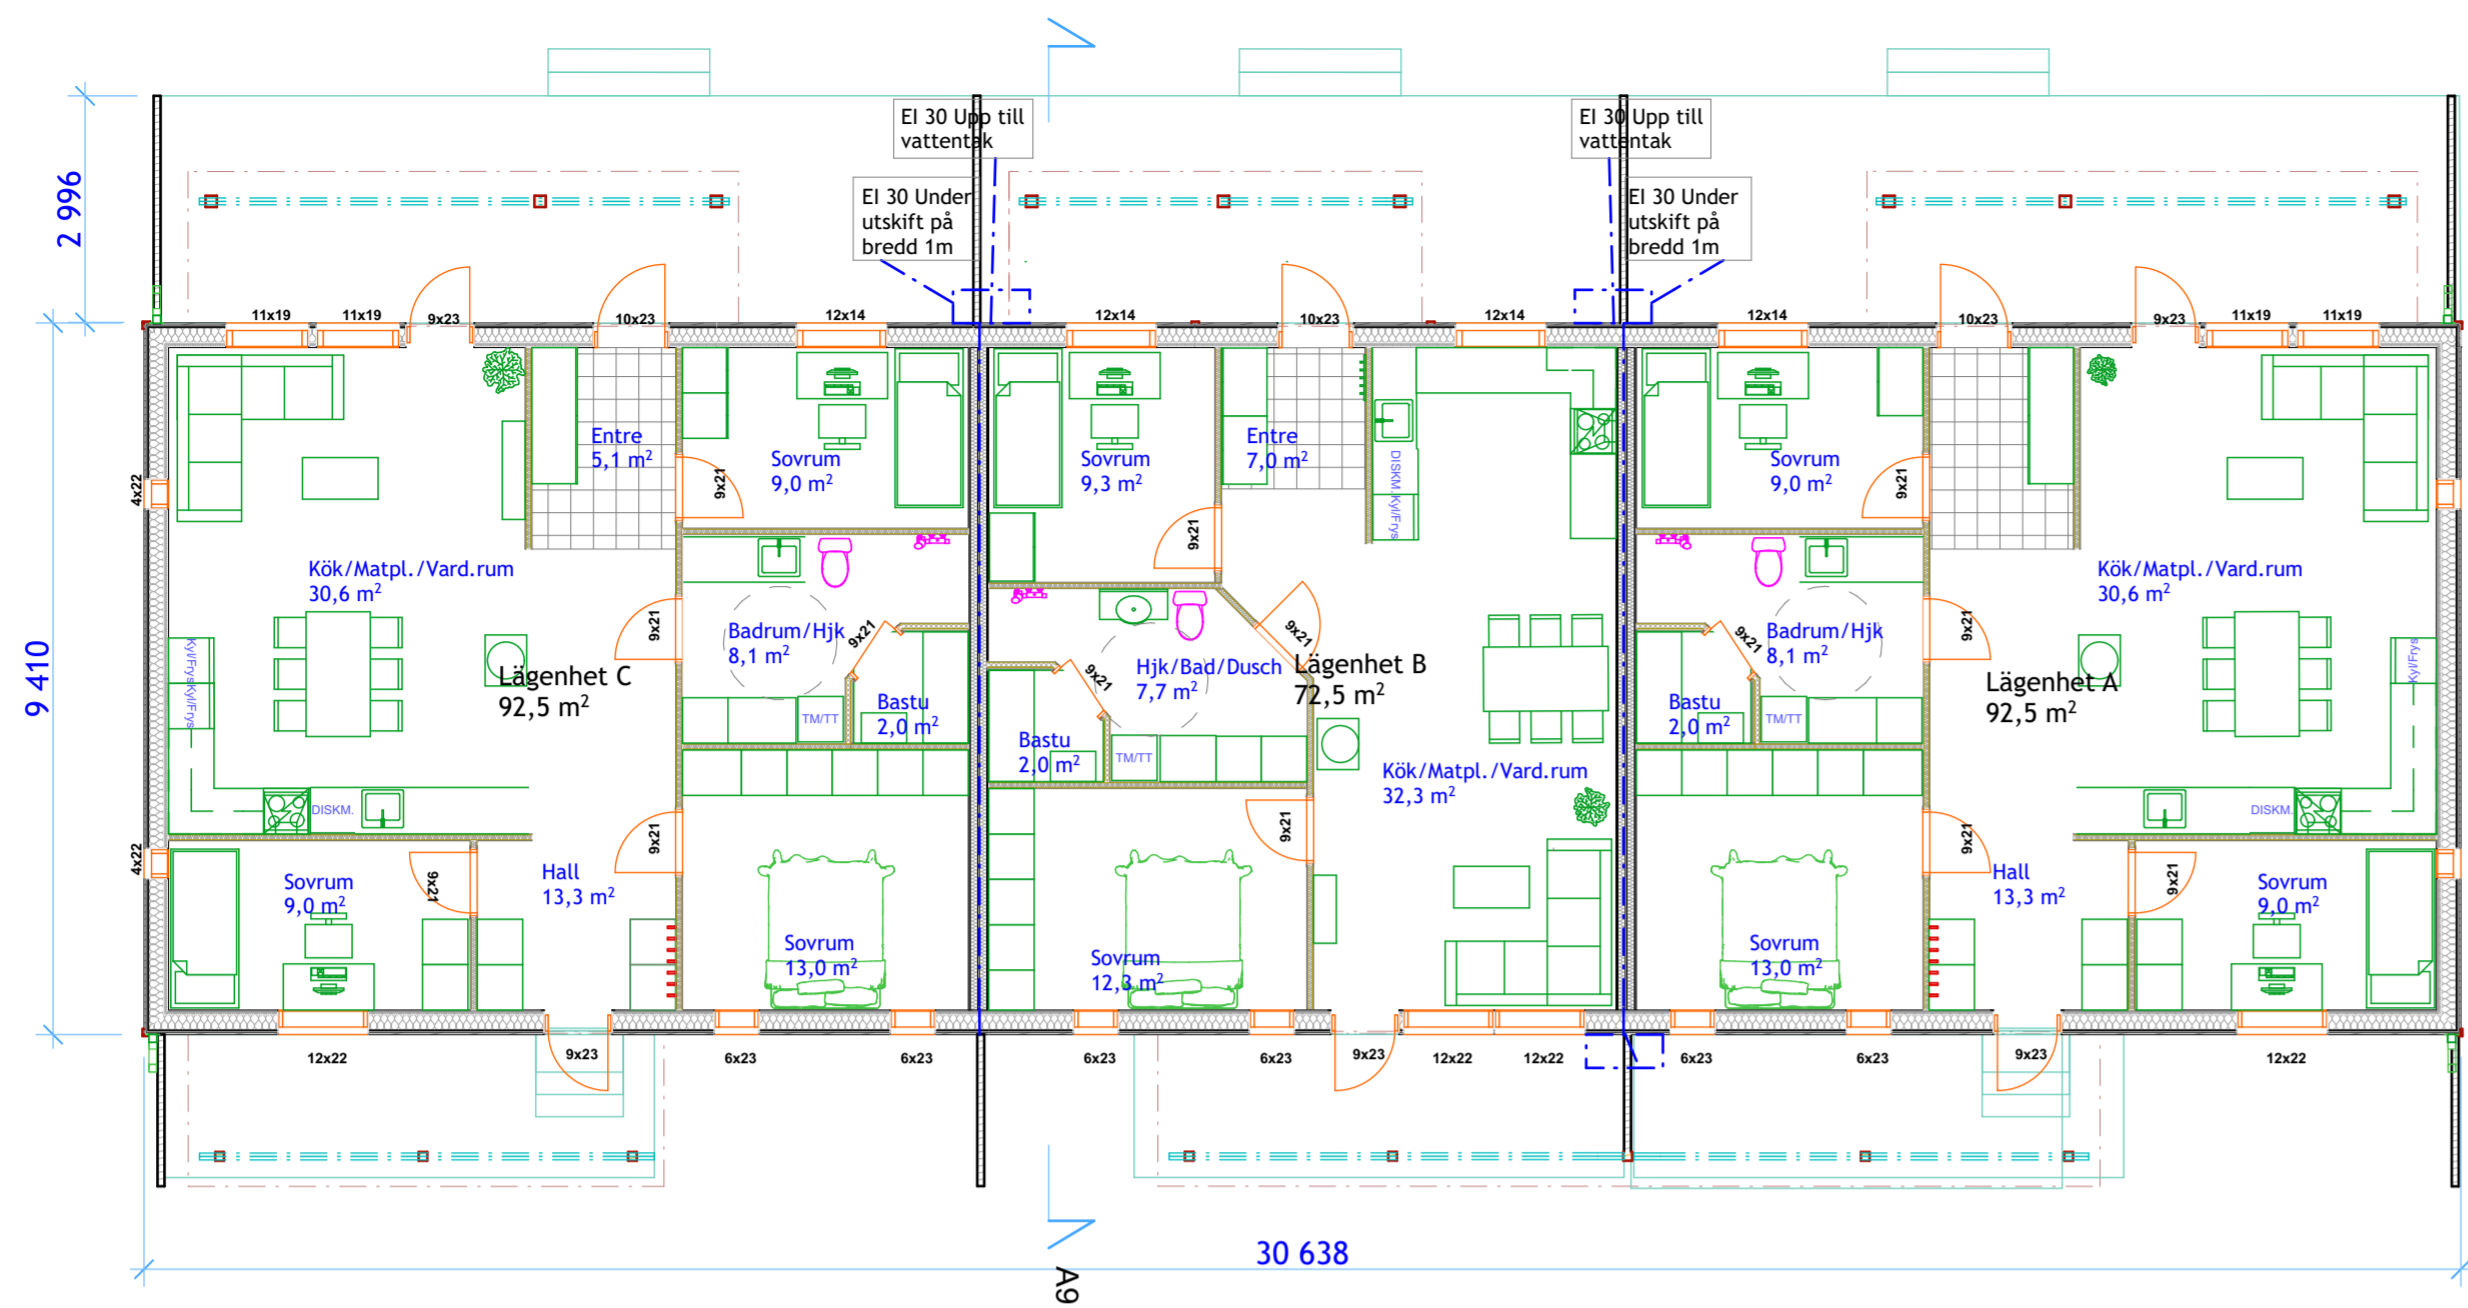 EI 30 Upp till
vattentak
EI 30 Upp till
vattentak
EI 30 Under
utskift på
bredd 1m
EI 30 Under
utskift på
bredd 1m
2 996
9 410
11x19
11x19
9x23
10x23
12x14
12x14
10x23
12x14
12x14
10x23
9x23
11x19
11x19
Entre
5,1 m²
Sovrum
9,0 m²
9x21
Sovrum
9,3 m²
9x21
Entre
7,0 m²
DISKM.
Kyl/Frys
Sovrum
9,0 m²
9x21
4x22
Kök/Matpl./Vard.rum
30,6 m²
Kyl/Frys
Kyl/Frys
Lägenhet C
92,5 m²
9x21
Badrum/Hjk
8,1 m²
9x21
TM/TT
Bastu
2,0 m²
Hjk/Bad/Dusch
7,7 m²
9x21
9x21
Bastu
2,0 m²
TM/TT
Lägenhet B
72,5 m²
Kök/Matpl./Vard.rum
32,3 m²
Badrum/Hjk
8,1 m²
9x21
Bastu
2,0 m²
TM/TT
9x21
Lägenhet A
92,5 m²
Kök/Matpl./Vard.rum
30,6 m²
Kyl/Frys
DISKM.
DISKM.
4x22
Sovrum
9,0 m²
9x21
Hall
13,3 m²
9x21
Sovrum
13,0 m²
Sovrum
12,3 m²
9x21
Sovrum
13,0 m²
9x21
Hall
13,3 m²
9x21
Sovrum
9,0 m²
12x22
9x23
6x23
6x23
6x23
6x23
9x23
12x22
12x22
6x23
6x23
9x23
12x22
30 638
A9